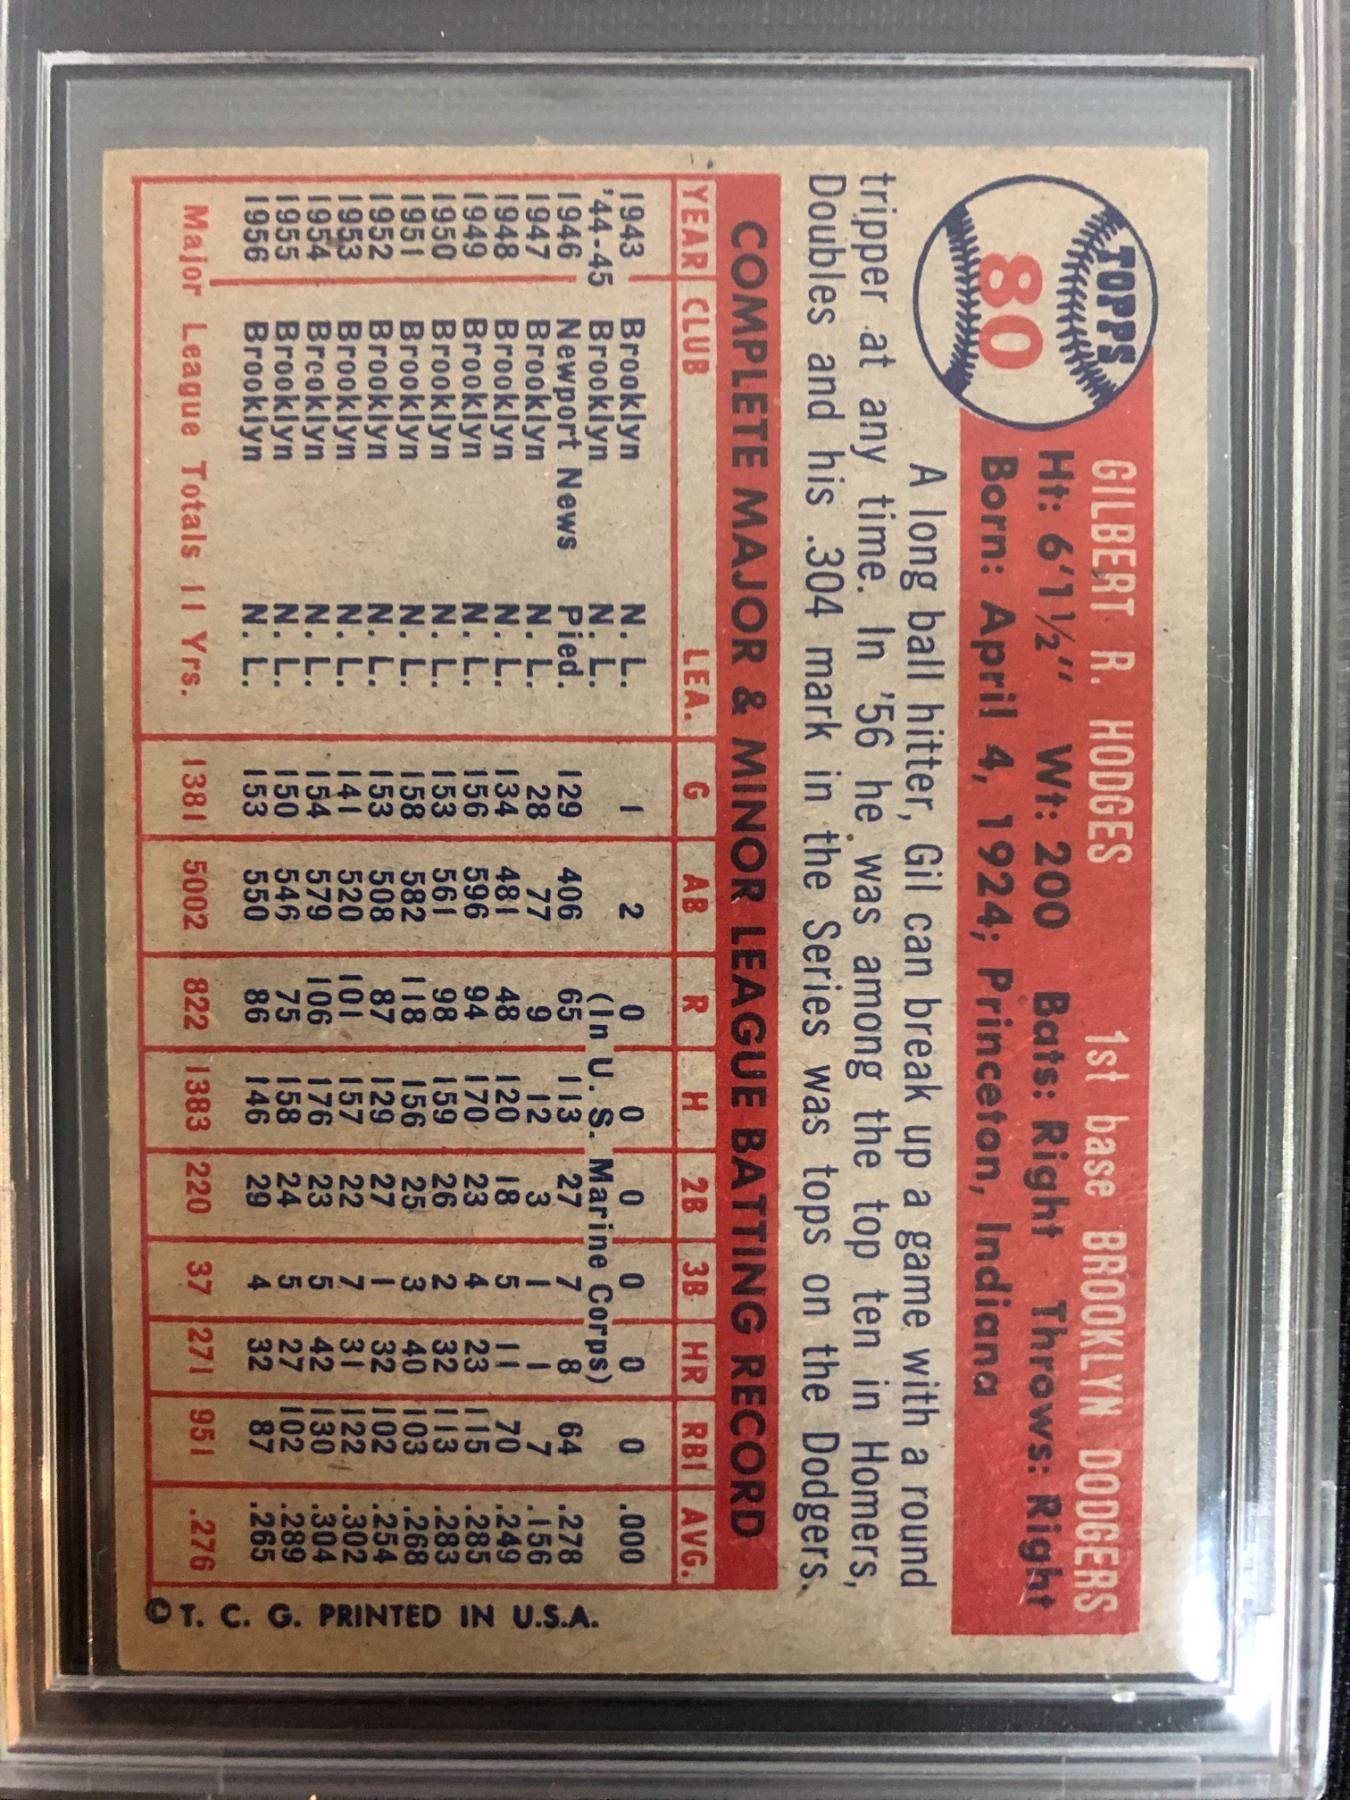 TOPPS
80
GILBERT R. HODGES 1st base BROOKLYN DODGERS
Ht: 6'1½" Wt: 200 Bats: Right Throws: Right
Born: April 4, 1924; Princeton, Indiana
A long ball hitter, Gil can break up a game with a round
tripper at any time. In '56 he was among the top ten in Homers,
Doubles and his .304 mark in the Series was tops on the Dodgers.
COMPLETE MAJOR & MINOR LEAGUE BATTING RECORD
YEAR CLUB LEA. G AB R H 2B 3B HR RBI AVG.
1943 Brooklyn N. L. 1 2 0 0 0 0 0 0 .000
'44-45 Brooklyn N. L. (In U. S. Marine Corps)
1946 Newport News Pied. 129 406 65 113 27 7 8 64 .278
1947 Brooklyn N. L. 28 77 9 12 3 1 1 7 .156
1948 Brooklyn N. L. 134 481 48 120 18 5 11 70 .249
1949 Brooklyn N. L. 156 596 94 170 23 4 23 115 .285
1950 Brooklyn N. L. 153 561 98 159 26 2 32 113 .283
1951 Brooklyn N. L. 158 582 118 156 25 3 40 103 .268
1952 Brooklyn N. L. 153 508 87 129 27 1 32 102 .254
1953 Brooklyn N. L. 141 520 101 157 22 7 31 122 .302
1954 Brooklyn N. L. 154 579 106 176 23 5 42 130 .304
1955 Brooklyn N. L. 150 546 75 158 24 5 27 102 .289
1956 Brooklyn N. L. 153 550 86 146 29 4 32 87 .265
Major League Totals 11 Yrs. 1381 5002 822 1383 220 37 271 951 .276
© T. C. G. PRINTED IN U.S.A.